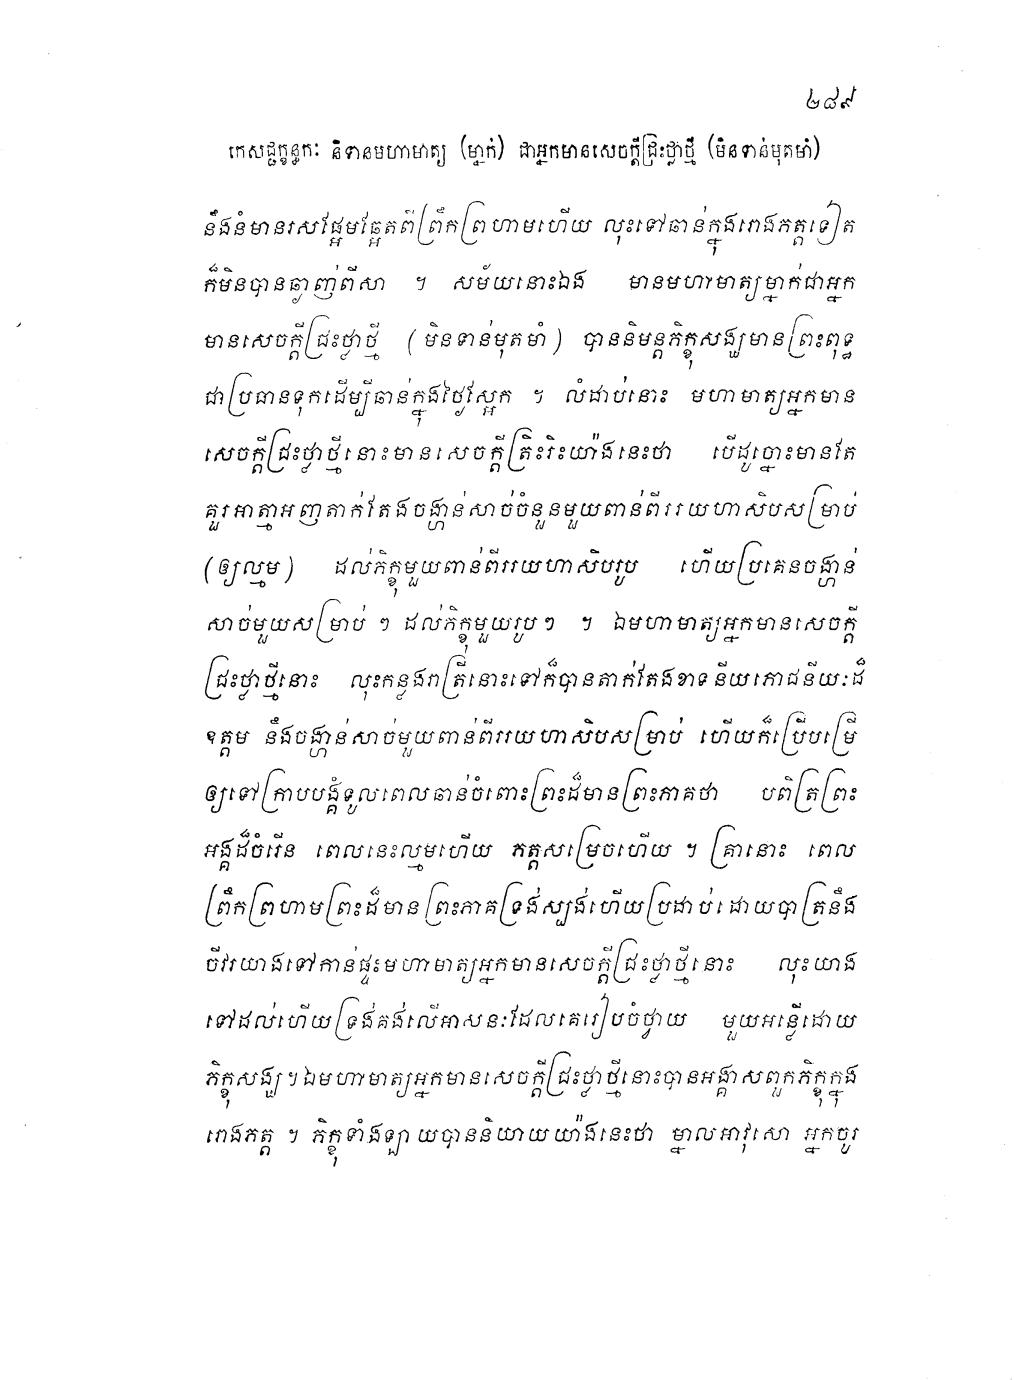 ២៨៩
ភេសជ្ជក្ខន្ធកៈ និទានមហាមាត្យ (ម្នាក់) ជាអ្នកមានសេចក្ដីជ្រះថ្លាថ្មី (មិនទាន់មុតមាំ)
នឹងនំមានរសផ្អែមឆ្អែតពីព្រឹកព្រហាមហើយ លុះទៅឆាន់ក្នុងរោងភត្តទៀត
ក៏មិនបានឆ្ងាញ់ពីសា ។ សម័យនោះឯង មានមហាមាត្យម្នាក់ជាអ្នក
មានសេចក្ដីជ្រះថ្លាថ្មី (មិនទាន់មុតមាំ) បាននិមន្តភិក្ខុសង្ឃមានព្រះពុទ្ធ
ជាប្រធានទុកដើម្បីឆាន់ក្នុងថ្ងៃស្អែក ។ លំដាប់នោះ មហាមាត្យអ្នកមាន
សេចក្ដីជ្រះថ្លាថ្មីនោះមានសេចក្ដីត្រិះរិះយ៉ាងនេះថា បើដូច្នោះមានតែ
គួរអាត្មាអញតាក់តែងចង្ហាន់សាច់ចំនួនមួយពាន់ពីររយហាសិបសម្រាប់
(ឲ្យល្មម) ដល់ភិក្ខុមួយពាន់ពីររយហាសិបរូប ហើយប្រគេនចង្ហាន់
សាច់មួយសម្រាប់ ៗ ដល់ភិក្ខុមួយរូប ៗ ។ ឯមហាមាត្យអ្នកមានសេចក្ដី
ជ្រះថ្លាថ្មីនោះ លុះកន្លងរាត្រីនោះទៅក៏បានតាក់តែងខាទនីយភោជនីយៈដ៏
ឧត្តម នឹងចង្ហាន់សាច់មួយពាន់ពីររយហាសិបសម្រាប់ ហើយក៏ប្រើបម្រើ
ឲ្យទៅក្រាបបង្គំទូលពេលឆាន់ចំពោះព្រះដ៏មានព្រះភាគថា បពិត្រព្រះ
អង្គដ៏ចំរើន ពេលនេះល្មមហើយ ភត្តសម្រេចហើយ ។ គ្រានោះ ពេល
ព្រឹកព្រហាមព្រះដ៏មានព្រះភាគទ្រង់ស្បង់ហើយប្រដាប់ដោយបាត្រនឹង
ចីវរយាងទៅកាន់ផ្ទះមហាមាត្យអ្នកមានសេចក្ដីជ្រះថ្លាថ្មីនោះ លុះយាង
ទៅដល់ហើយទ្រង់គង់លើអាសនៈដែលគេរៀបចំថ្វាយ មួយអន្លើដោយ
ភិក្ខុសង្ឃ ។ ឯមហាមាត្យអ្នកមានសេចក្ដីជ្រះថ្លាថ្មីនោះបានអង្គាសពួកភិក្ខុក្នុង
រោងភត្ត ។ ភិក្ខុទាំងឡាយបាននិយាយយ៉ាងនេះថា ម្នាលអាវុសោ អ្នកចូរ